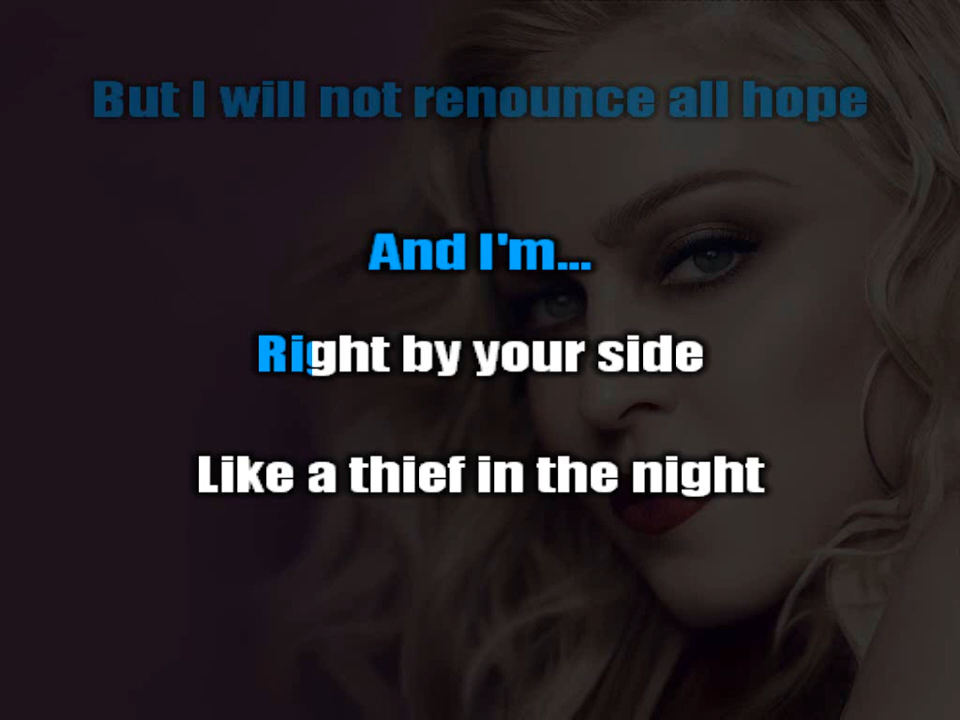 But I will not renounce all hope
And I'm...
Right by your side
Like a thief in the night